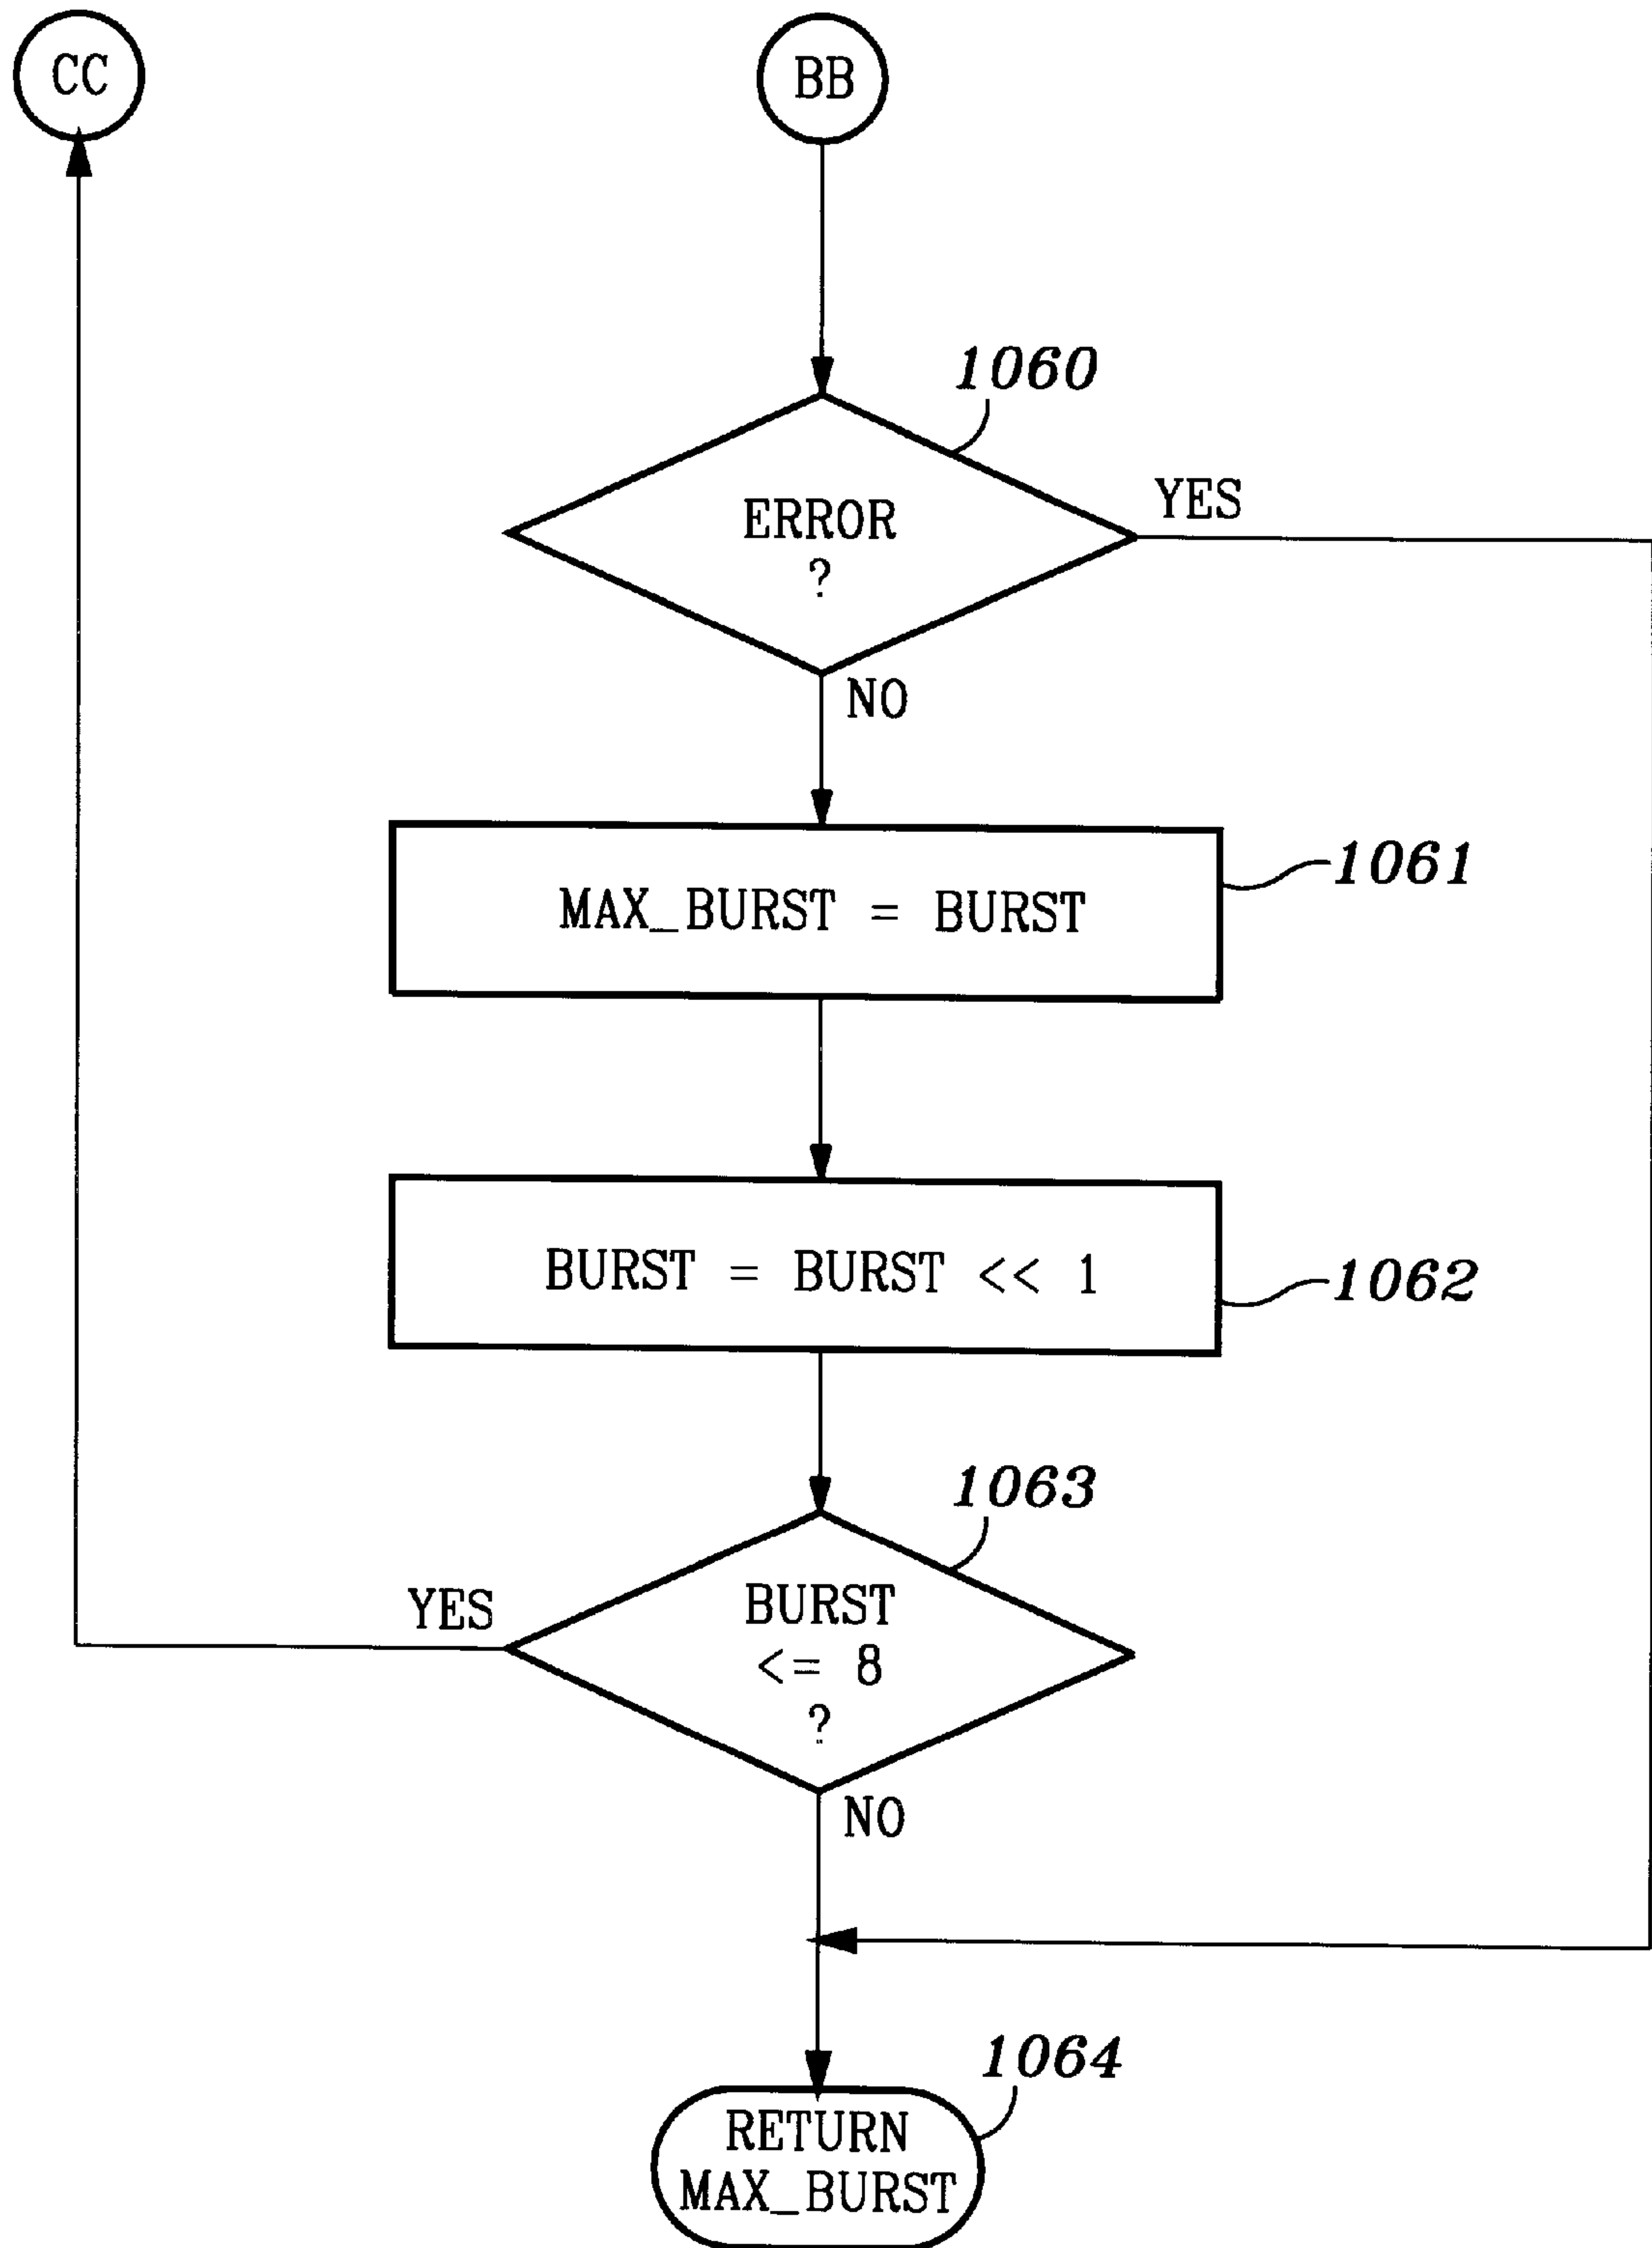 CC
BB
1060
ERROR
?
YES
NO
1061
MAX_BURST = BURST
BURST = BURST << 1
1062
1063
YES
BURST
<= 8
?
NO
1064
RETURN
MAX_BURST